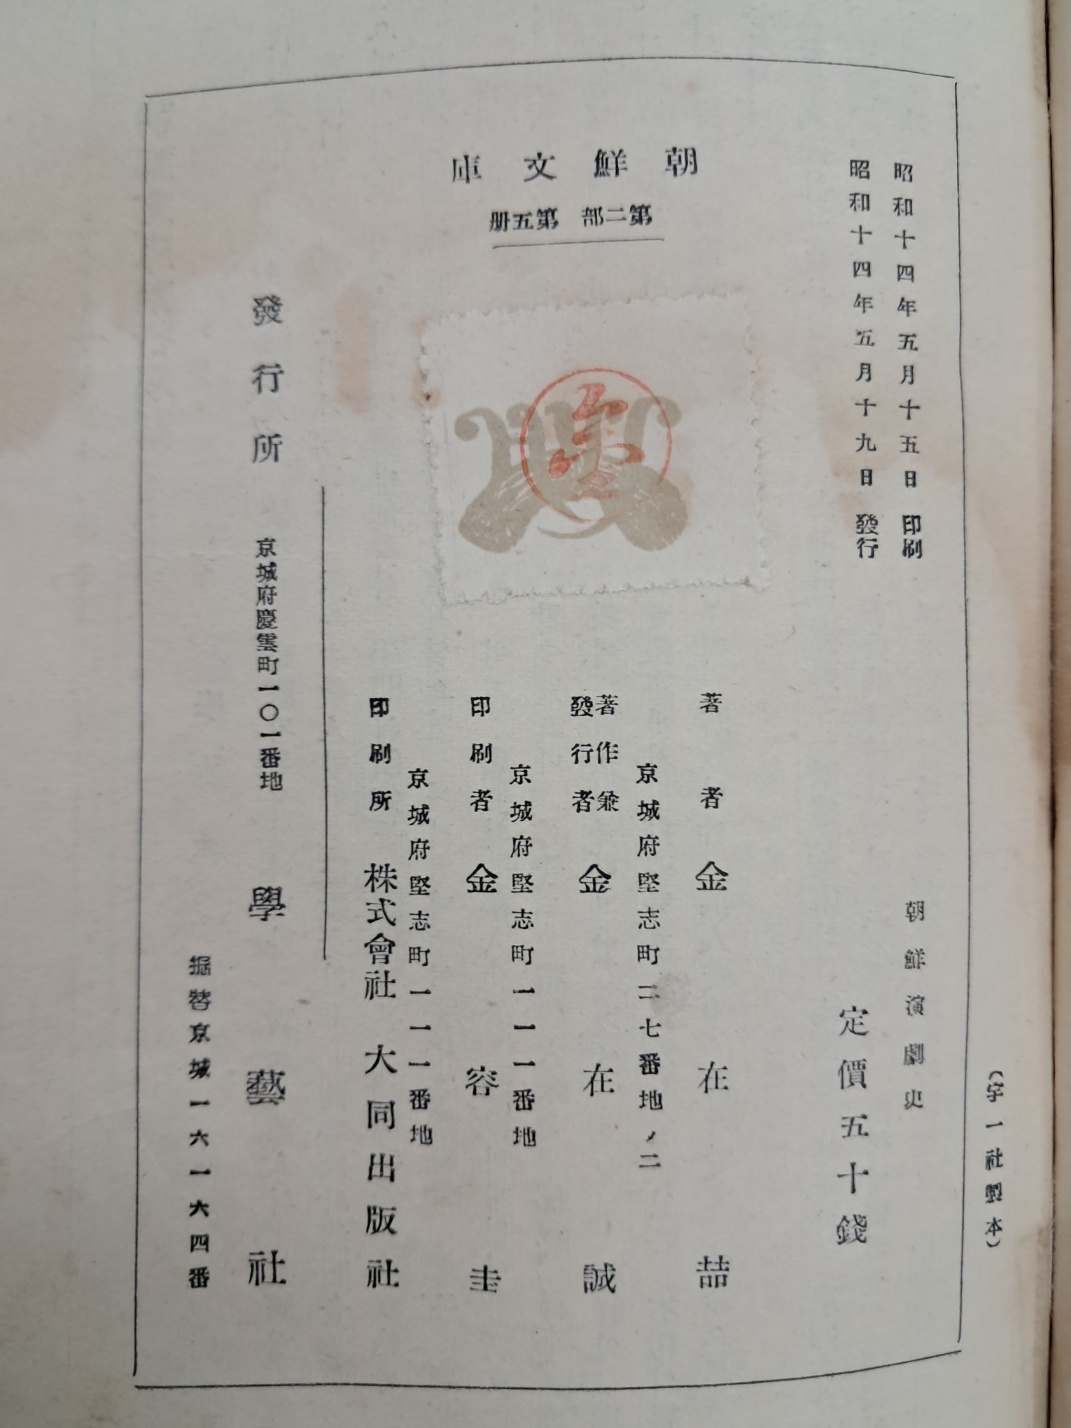 朝鮮文庫
第二部 第五册
昭和十四年五月十五日 印刷
昭和十四年五月十九日 發行
朝鮮演劇史
定價五十錢
著者 金在喆
京城府堅志町二七番地ノ二
著作兼
發行者 金在誠
京城府堅志町一一一番地
印刷者 金容圭
京城府堅志町一一一番地
印刷所 株式會社大同出版社
發行所 京城府慶雲町一〇一番地
學藝社
振替京城一六一六四番
(字一社製本)
金